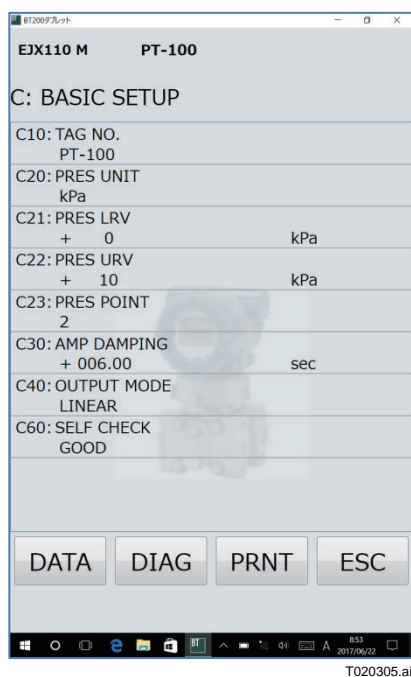 BT200タブレット
EJX110 M PT-100
C: BASIC SETUP
C10: TAG NO.
PT-100
C20: PRES UNIT
kPa
C21: PRES LRV
+ 0 kPa
C22: PRES URV
+ 10 kPa
C23: PRES POINT
2
C30: AMP DAMPING
+ 006.00 sec
C40: OUTPUT MODE
LINEAR
C60: SELF CHECK
GOOD
DATA DIAG PRNT ESC
BT A 8:53
2017/06/22
T020305.ai